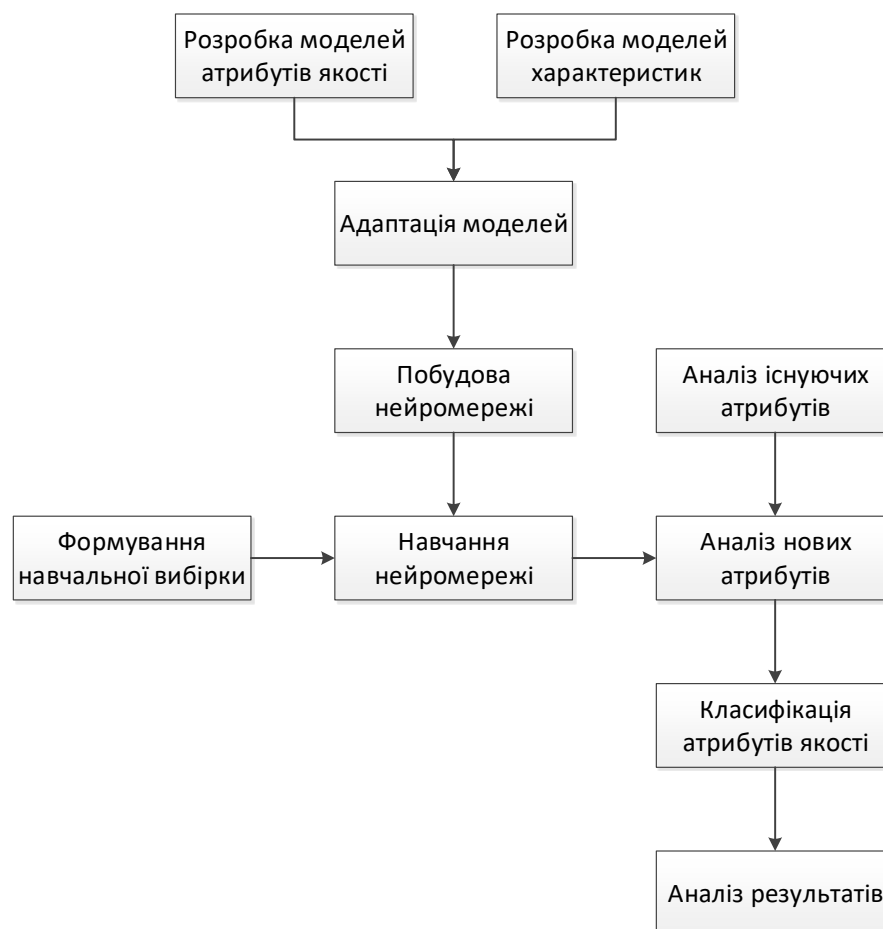 Розробка моделей
атрибутів якості
Розробка моделей
характеристик
Адаптація моделей
Побудова
нейромережі
Аналіз існуючих
атрибутів
Формування
навчальної вибірки
Навчання
нейромережі
Аналіз нових
атрибутів
Класифікація
атрибутів якості
Аналіз результатів